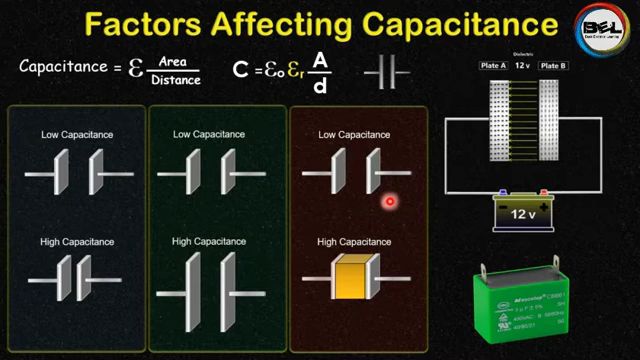 Factors Affecting Capacitance
BEL
Capacitance = ε Area / Distance
C = εo εr A / d
Dielectric
Plate A 12 v Plate B
Low Capacitance
Low Capacitance
Low Capacitance
High Capacitance
High Capacitance
High Capacitance
- +
12 v